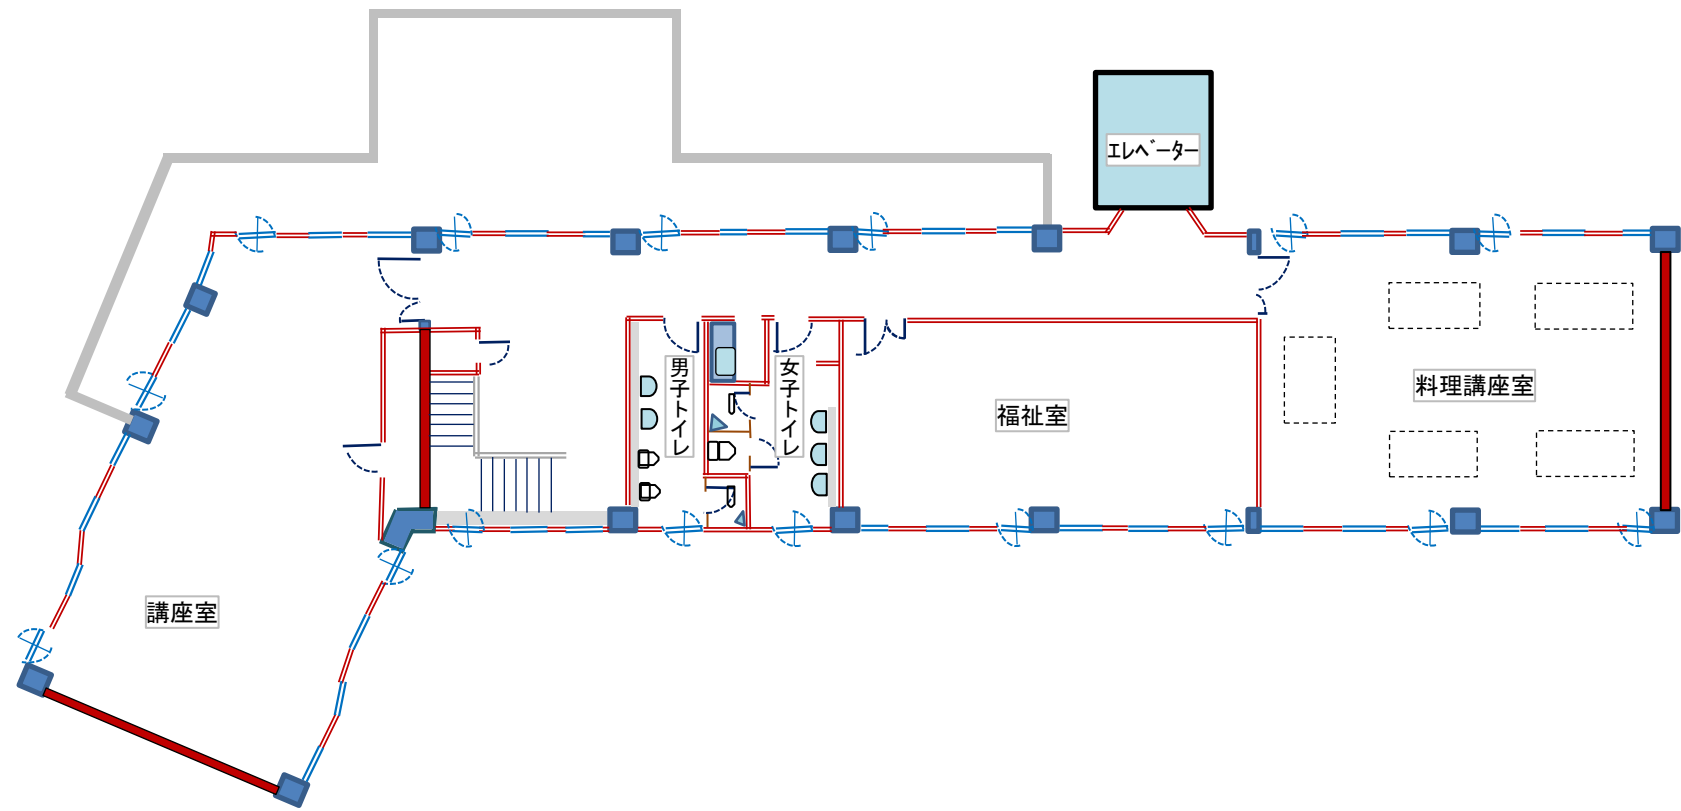 エレベーター
男子トイレ
女子トイレ
料理講座室
福祉室
講座室